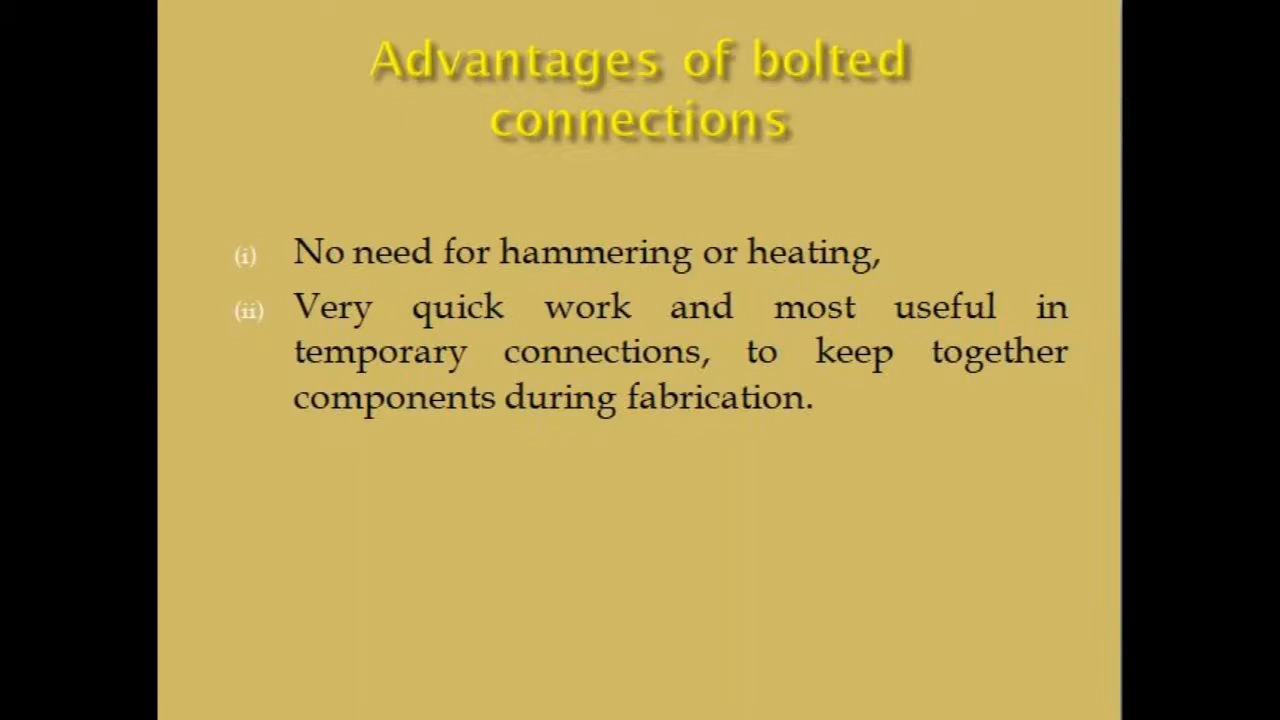 Advantages of bolted
connections
(i) No need for hammering or heating,
(ii) Very quick work and most useful in
temporary connections, to keep together
components during fabrication.